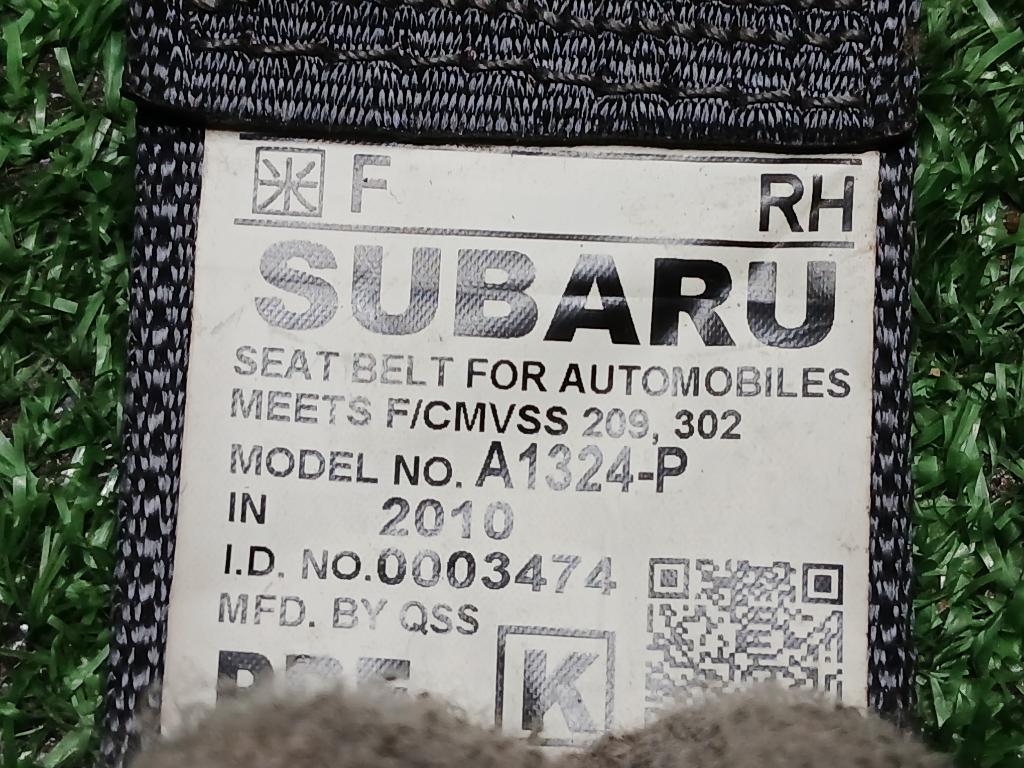 米 F RH
SUBARU
SEAT BELT FOR AUTOMOBILES
MEETS F/CMVSS 209, 302
MODEL NO. A1324-P
IN 2010
I.D. NO.0003474
MFD. BY QSS
K